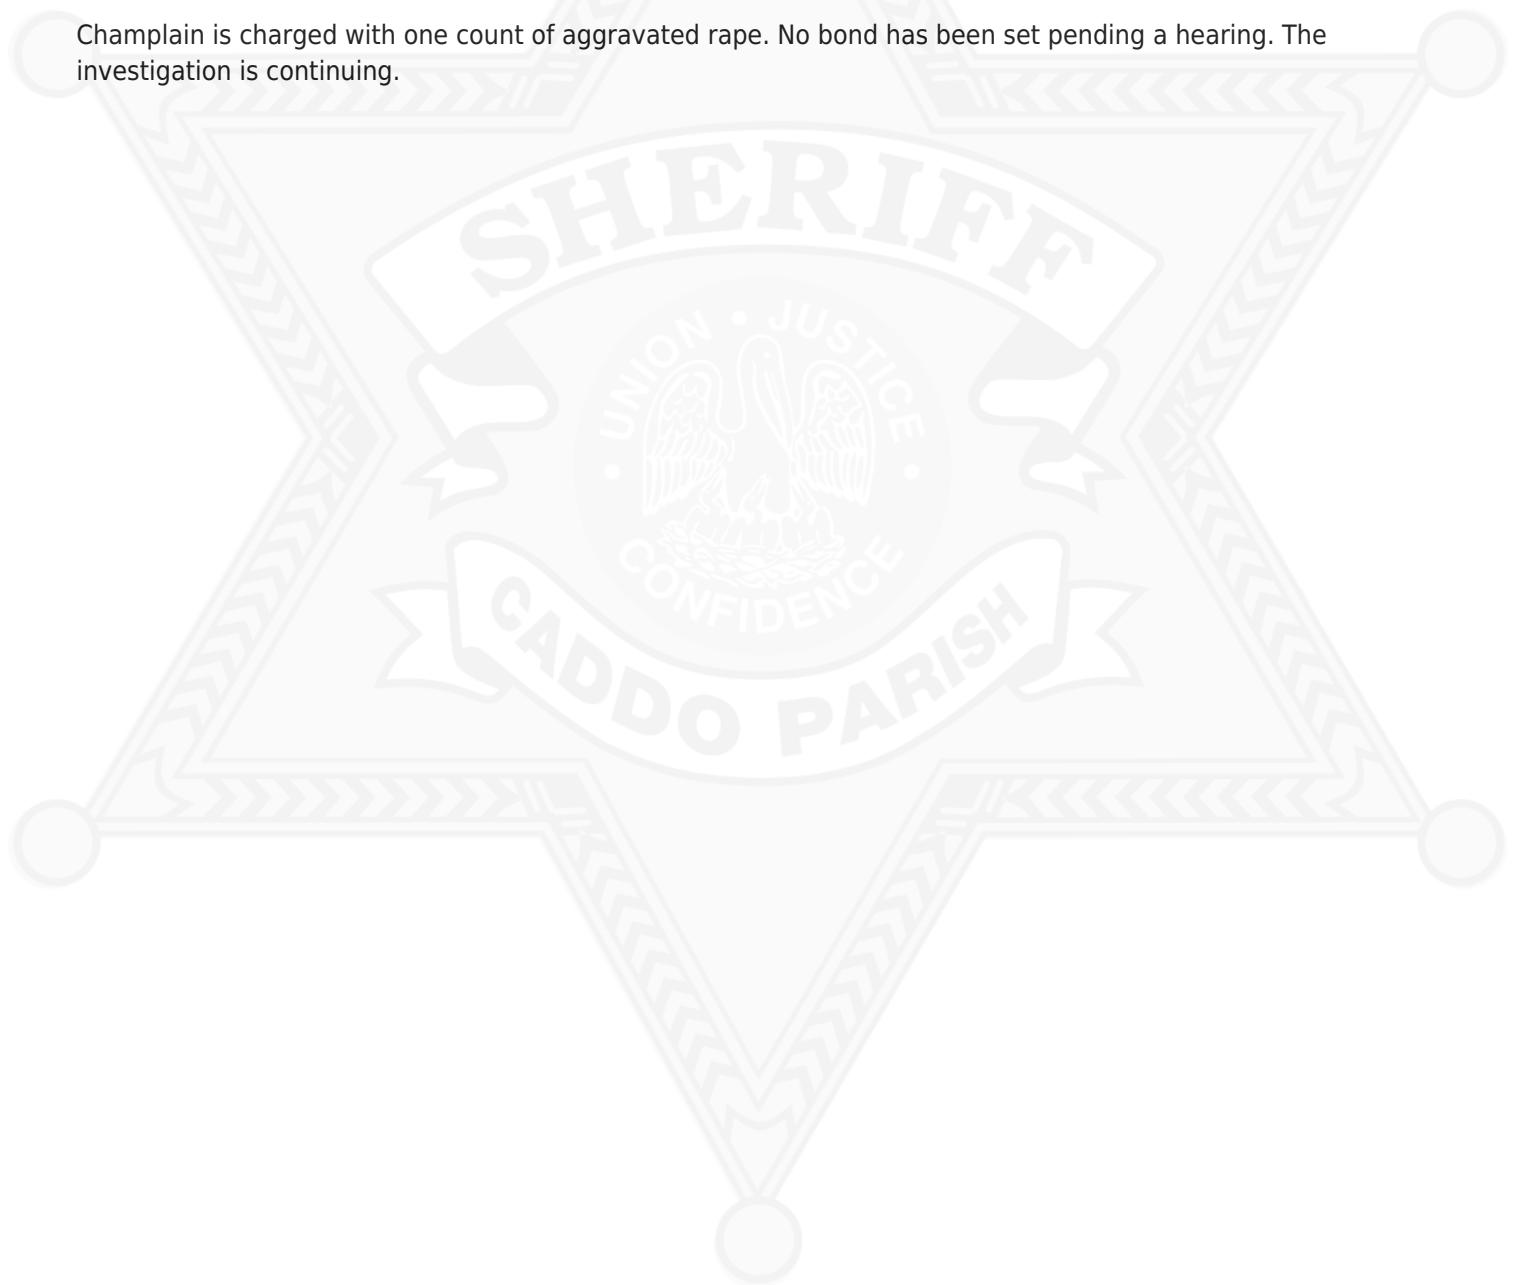 Champlain is charged with one count of aggravated rape. No bond has been set pending a hearing. The
investigation is continuing.
SHERIFF
UNION • JUSTICE
• CONFIDENCE •
CADDO PARISH